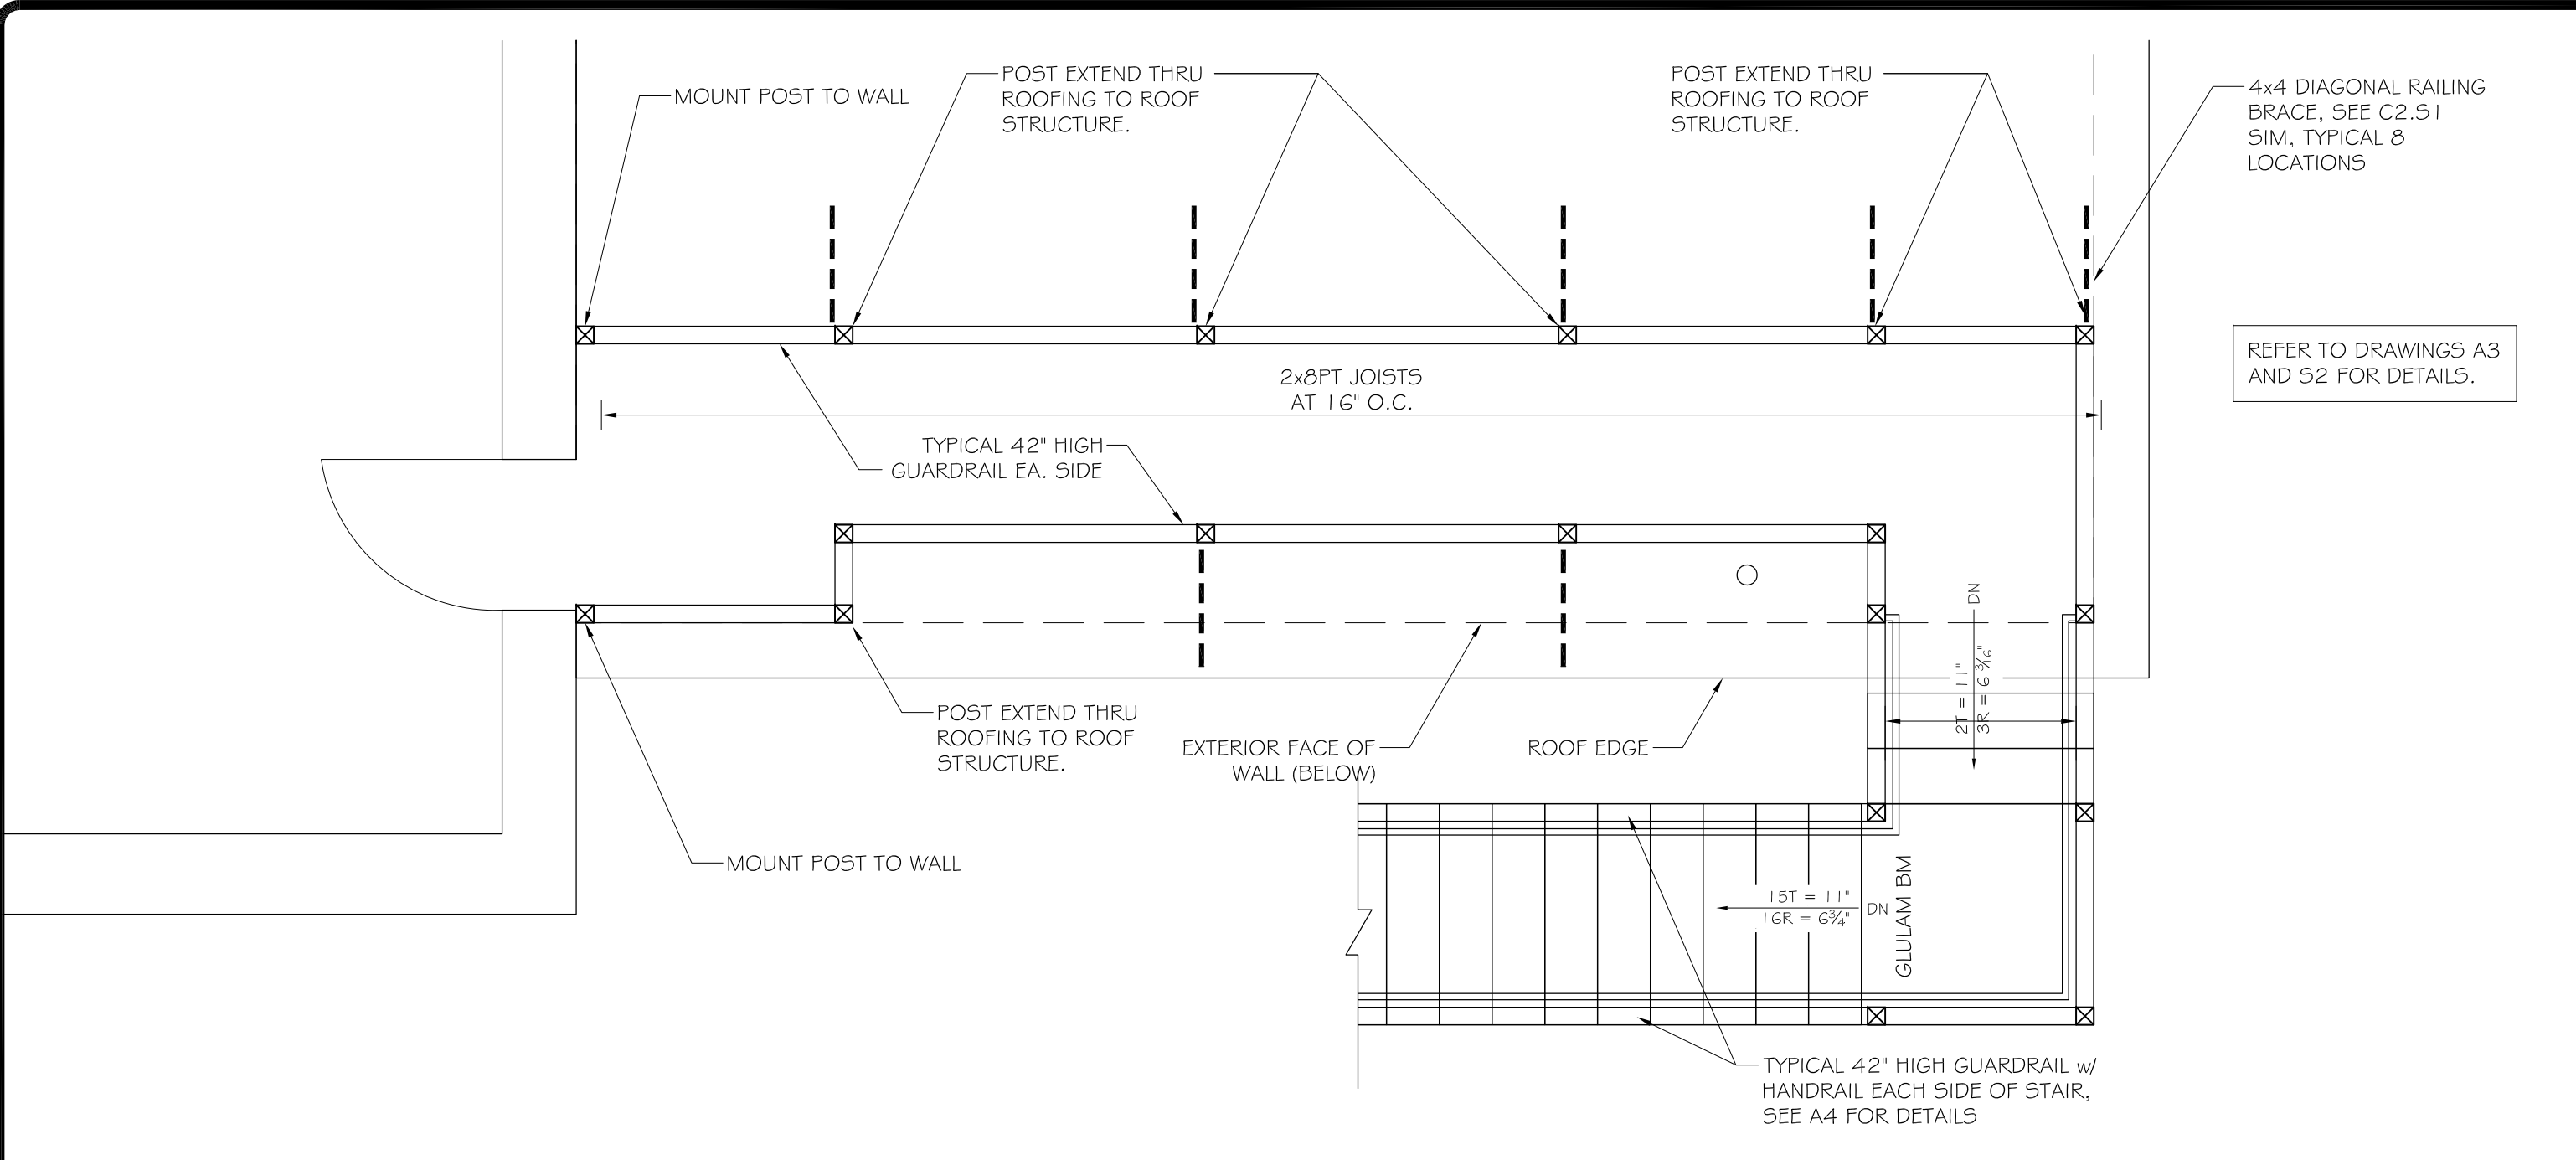 MOUNT POST TO WALL
POST EXTEND THRU
ROOFING TO ROOF
STRUCTURE.
POST EXTEND THRU
ROOFING TO ROOF
STRUCTURE.
4x4 DIAGONAL RAILING
BRACE, SEE C2.S1
SIM, TYPICAL 8
LOCATIONS
REFER TO DRAWINGS A3
AND S2 FOR DETAILS.
2x8PT JOISTS
AT 16" O.C.
TYPICAL 42" HIGH
GUARDRAIL EA. SIDE
DN
2T = 11"
3R = 6 3/16"
POST EXTEND THRU
ROOFING TO ROOF
STRUCTURE.
EXTERIOR FACE OF
WALL (BELOW)
ROOF EDGE
MOUNT POST TO WALL
15T = 11"
16R = 6 3/4"
DN
GLULAM BM
TYPICAL 42" HIGH GUARDRAIL w/
HANDRAIL EACH SIDE OF STAIR,
SEE A4 FOR DETAILS